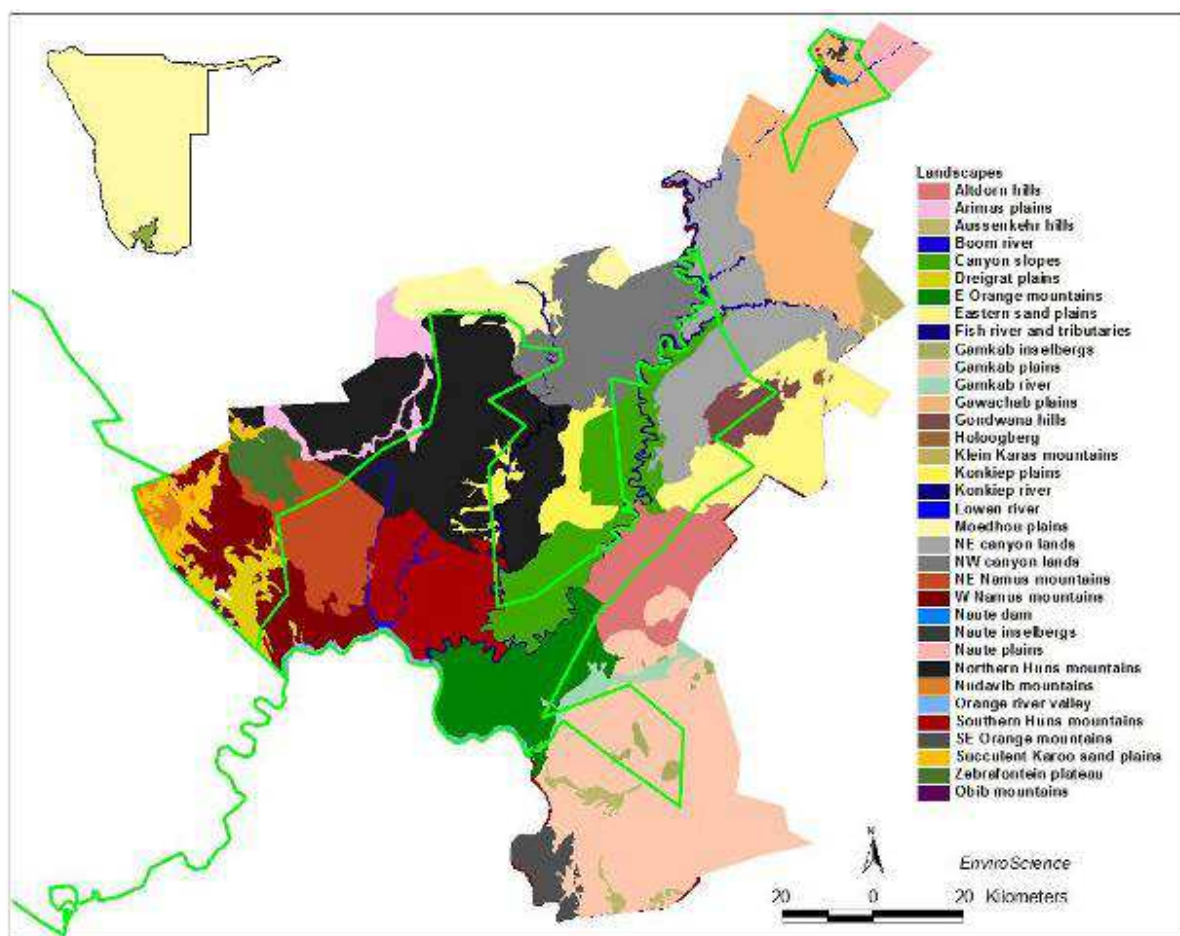 Landscapes
Altdorn hills
Arimas plains
Aussenkehr hills
Boom river
Canyon slopes
Dreigrat plains
E Orange mountains
Eastern sand plains
Fish river and tributaries
Gamkab inselbergs
Gamkab plains
Gamkab river
Gawachab plains
Gondwana hills
Holoogberg
Klein Karas mountains
Konkiep plains
Konkiep river
Lowen river
Moedhou plains
NE canyon lands
NW canyon lands
NE Namus mountains
W Namus mountains
Naute dam
Naute inselbergs
Naute plains
Northern Huns mountains
Nudavib mountains
Orange river valley
Southern Huns mountains
SE Orange mountains
Succulent Karoo sand plains
Zebrafontein plateau
Obib mountains
N
EnviroScience
20 0 20 Kilometers